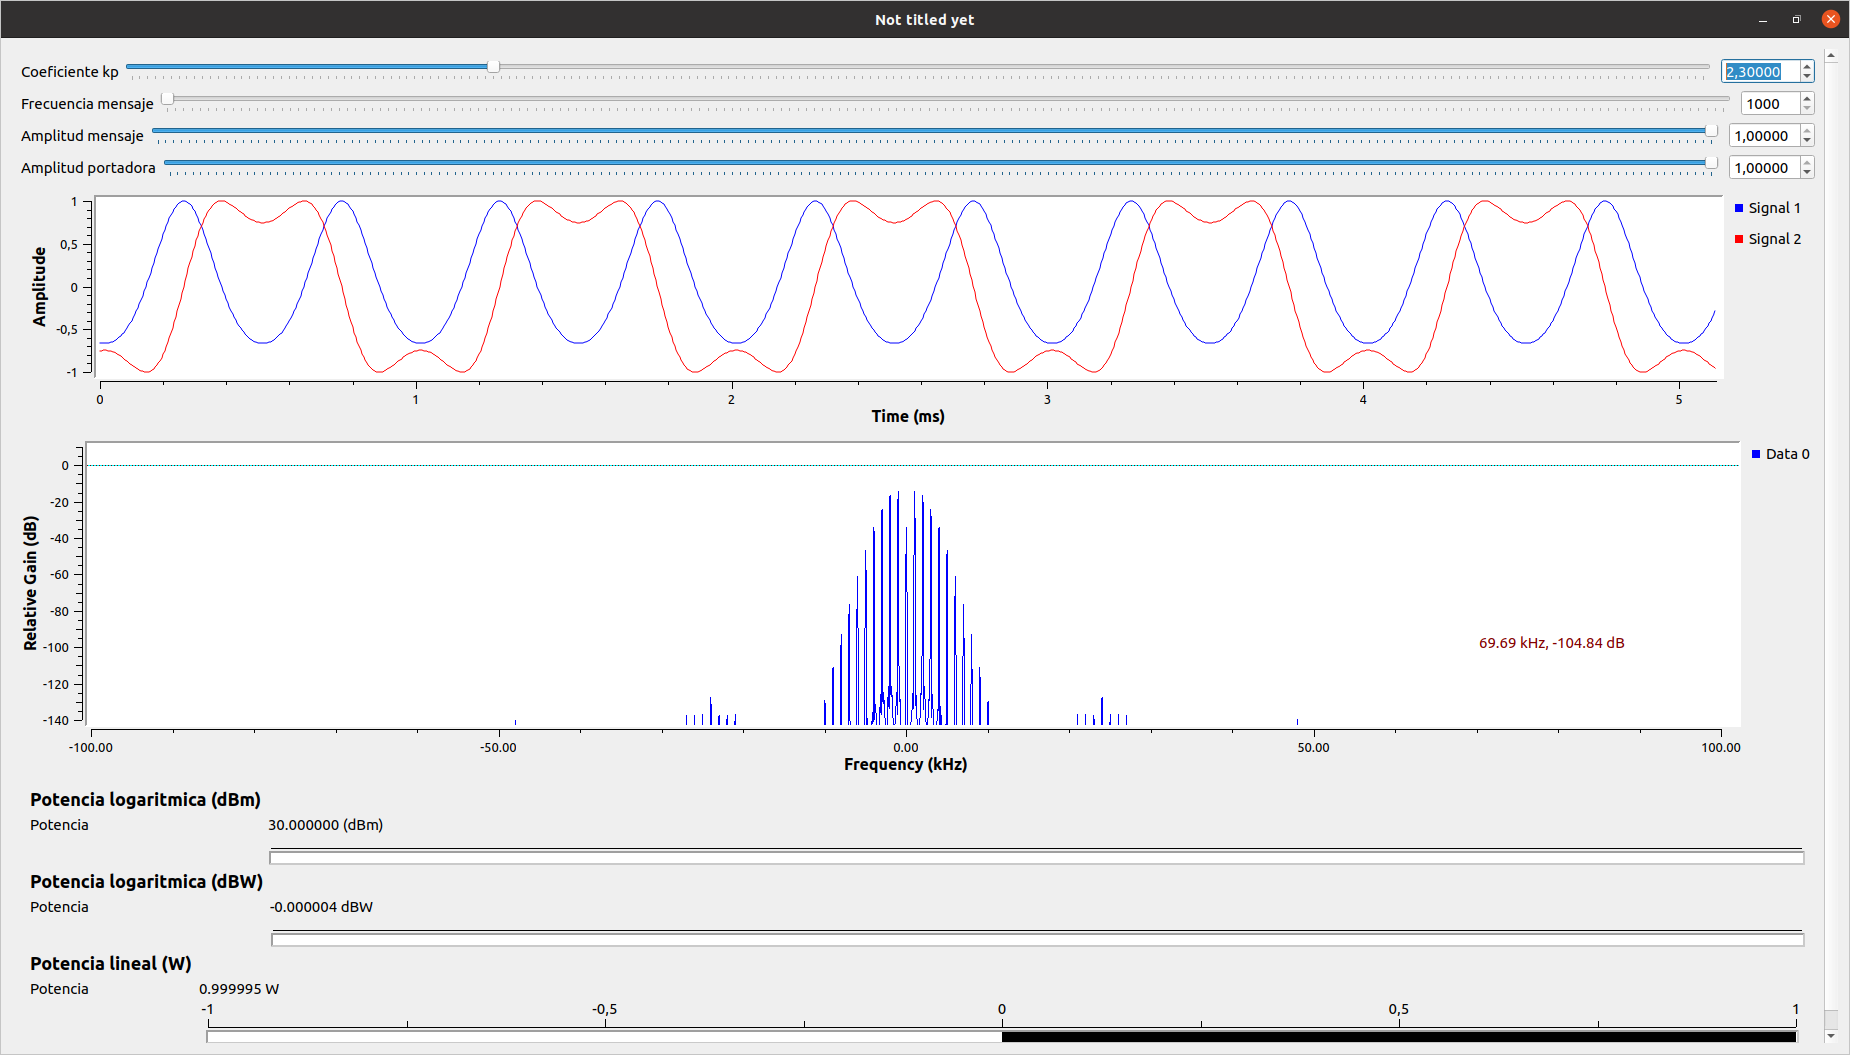 Not titled yet
Coeficiente kp 2,30000
Frecuencia mensaje 1000
Amplitud mensaje 1,00000
Amplitud portadora 1,00000
Amplitude
1
0,5
0
-0,5
-1
0 1 2 3 4 5
Time (ms)
Signal 1
Signal 2
Relative Gain (dB)
0
-20
-40
-60
-80
-100
-120
-140
69.69 kHz, -104.84 dB
-100.00 -50.00 0.00 50.00 100.00
Frequency (kHz)
Data 0
Potencia logaritmica (dBm)
Potencia 30.000000 (dBm)
Potencia logaritmica (dBW)
Potencia -0.000004 dBW
Potencia lineal (W)
Potencia 0.999995 W
-1 -0,5 0 0,5 1